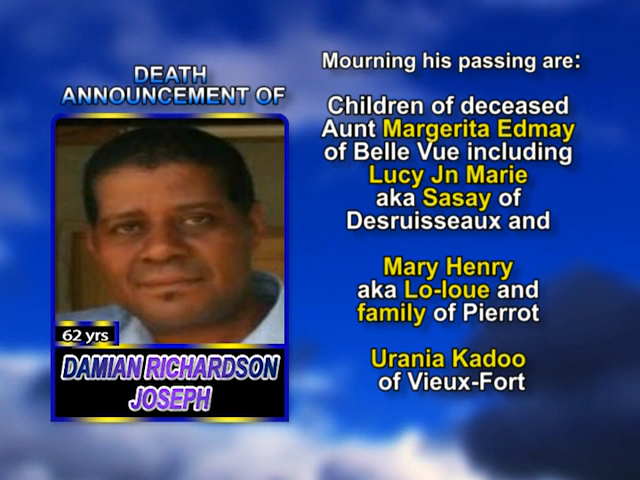 DEATH
ANNOUNCEMENT OF
62 yrs
DAMIAN RICHARDSON
JOSEPH
Mourning his passing are:
Children of deceased
Aunt Margerita Edmay
of Belle Vue including
Lucy Jn Marie
aka Sasay of
Desruisseaux and
Mary Henry
aka Lo-loue and
family of Pierrot
Urania Kadoo
of Vieux-Fort